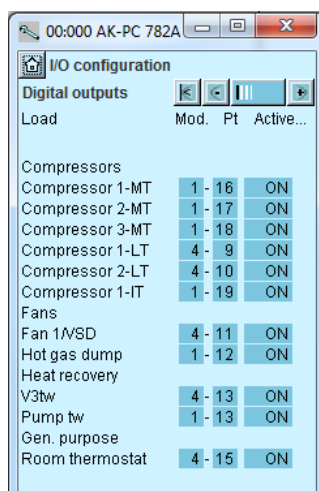 00:000 AK-PC 782A
I/O configuration
Digital outputs
Load Mod. Pt Active...
Compressors
Compressor 1-MT 1 - 16 ON
Compressor 2-MT 1 - 17 ON
Compressor 3-MT 1 - 18 ON
Compressor 1-LT 4 - 9 ON
Compressor 2-LT 4 - 10 ON
Compressor 1-IT 1 - 19 ON
Fans
Fan 1/VSD 4 - 11 ON
Hot gas dump 1 - 12 ON
Heat recovery
V3tw 4 - 13 ON
Pump tw 1 - 13 ON
Gen. purpose
Room thermostat 4 - 15 ON